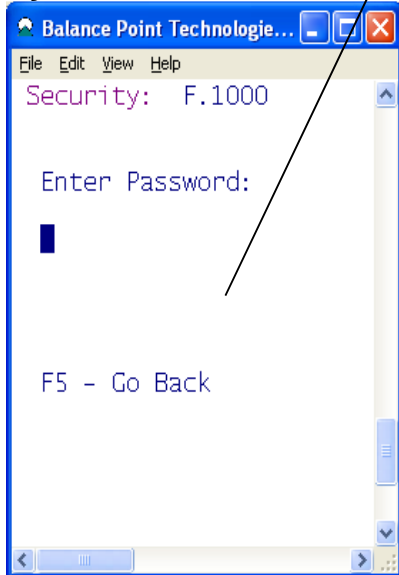 Balance Point Technologie...
File Edit View Help
Security: F.1000
Enter Password:
F5 – Go Back